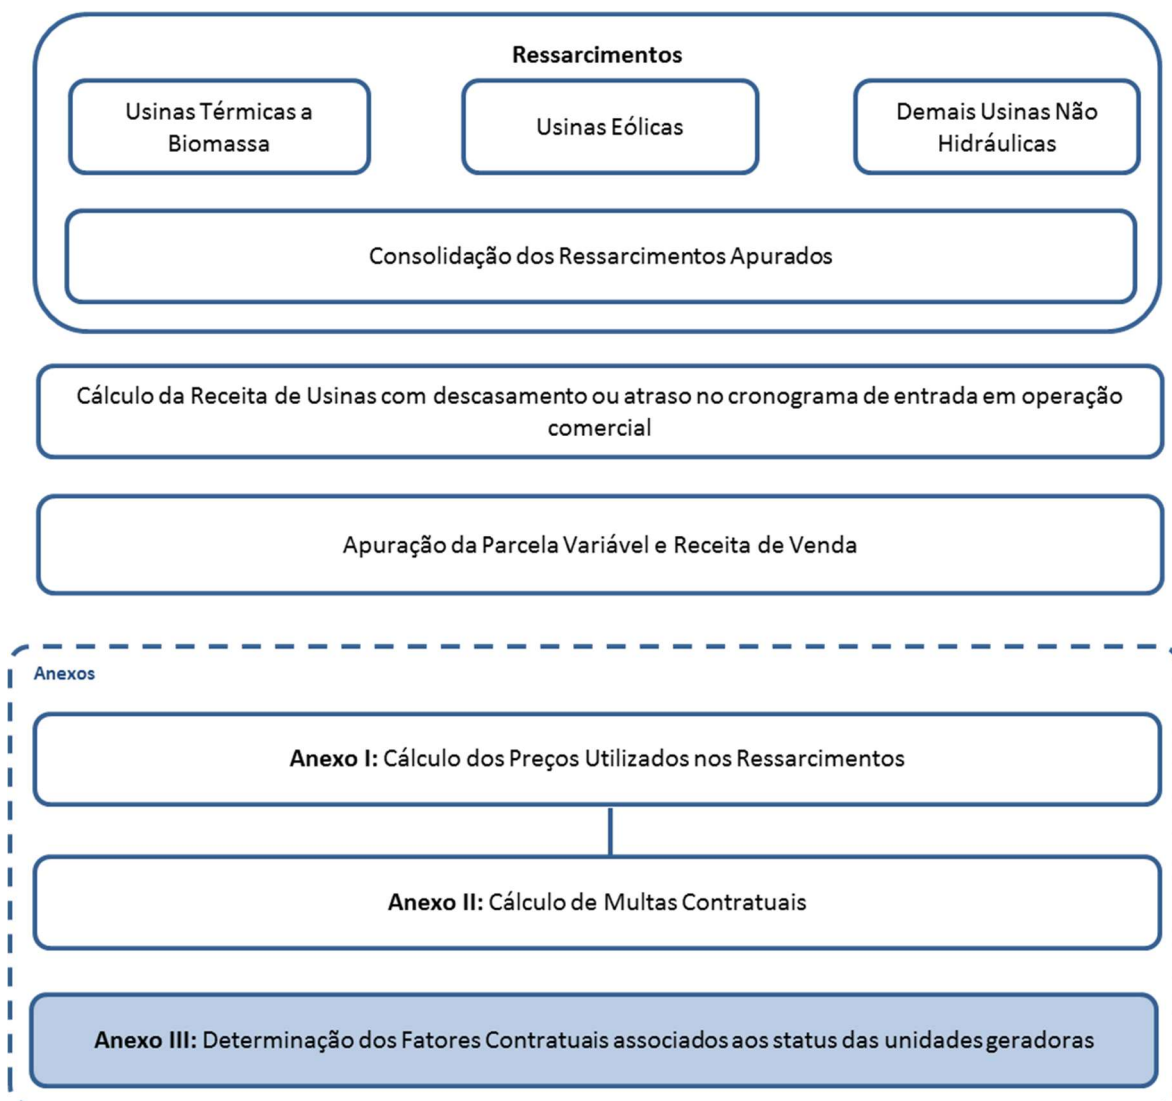 Ressarcimentos
Usinas Térmicas a
Biomassa
Usinas Eólicas
Demais Usinas Não
Hidráulicas
Consolidação dos Ressarcimentos Apurados
Cálculo da Receita de Usinas com descasamento ou atraso no cronograma de entrada em operação
comercial
Apuração da Parcela Variável e Receita de Venda
Anexos
Anexo I: Cálculo dos Preços Utilizados nos Ressarcimentos
Anexo II: Cálculo de Multas Contratuais
Anexo III: Determinação dos Fatores Contratuais associados aos status das unidades geradoras